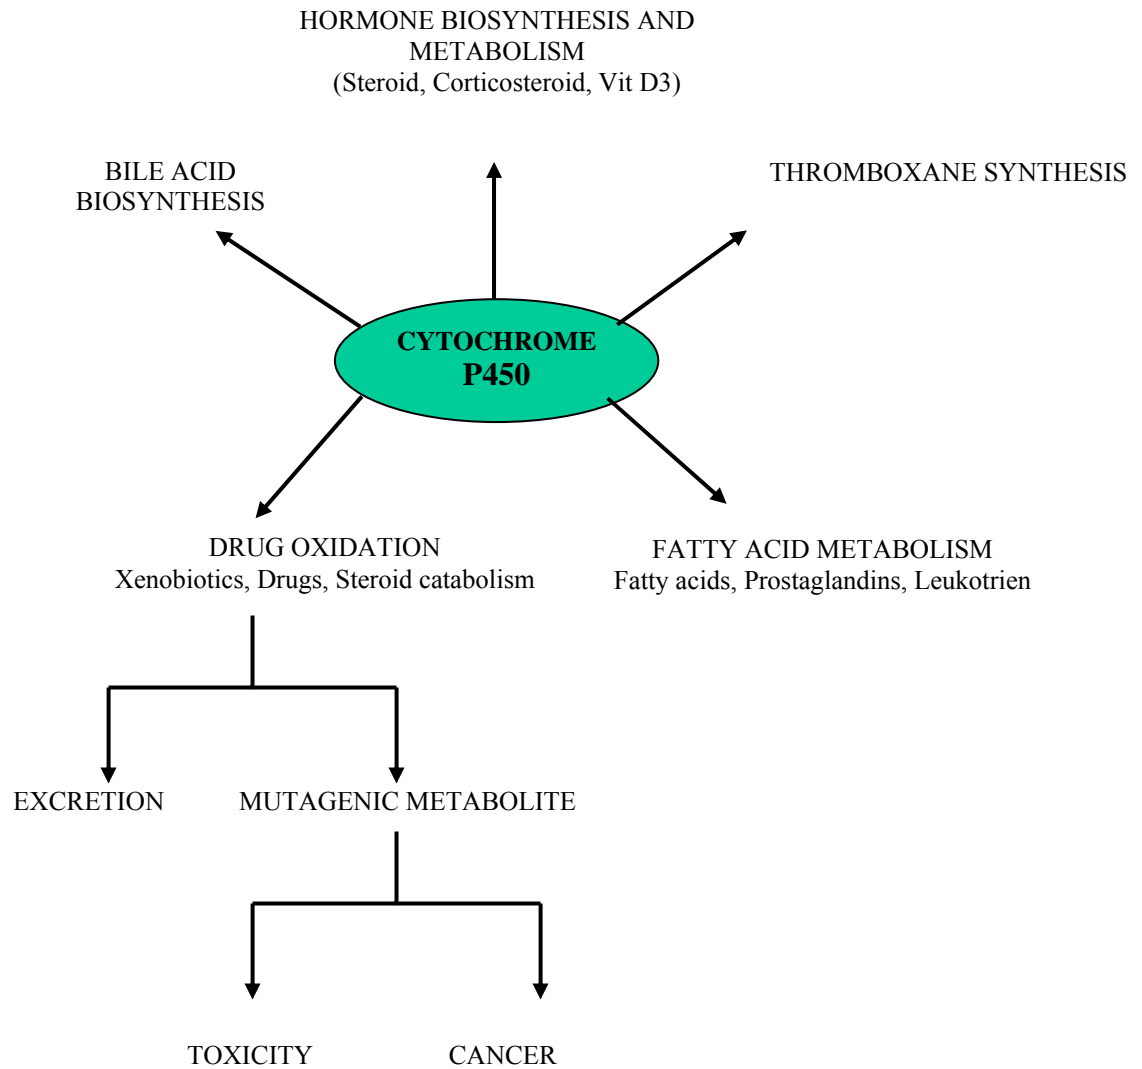 HORMONE BIOSYNTHESIS AND
METABOLISM
(Steroid, Corticosteroid, Vit D3)
BILE ACID
BIOSYNTHESIS
THROMBOXANE SYNTHESIS
CYTOCHROME
P450
DRUG OXIDATION
Xenobiotics, Drugs, Steroid catabolism
FATTY ACID METABOLISM
Fatty acids, Prostaglandins, Leukotrien
EXCRETION
MUTAGENIC METABOLITE
TOXICITY
CANCER